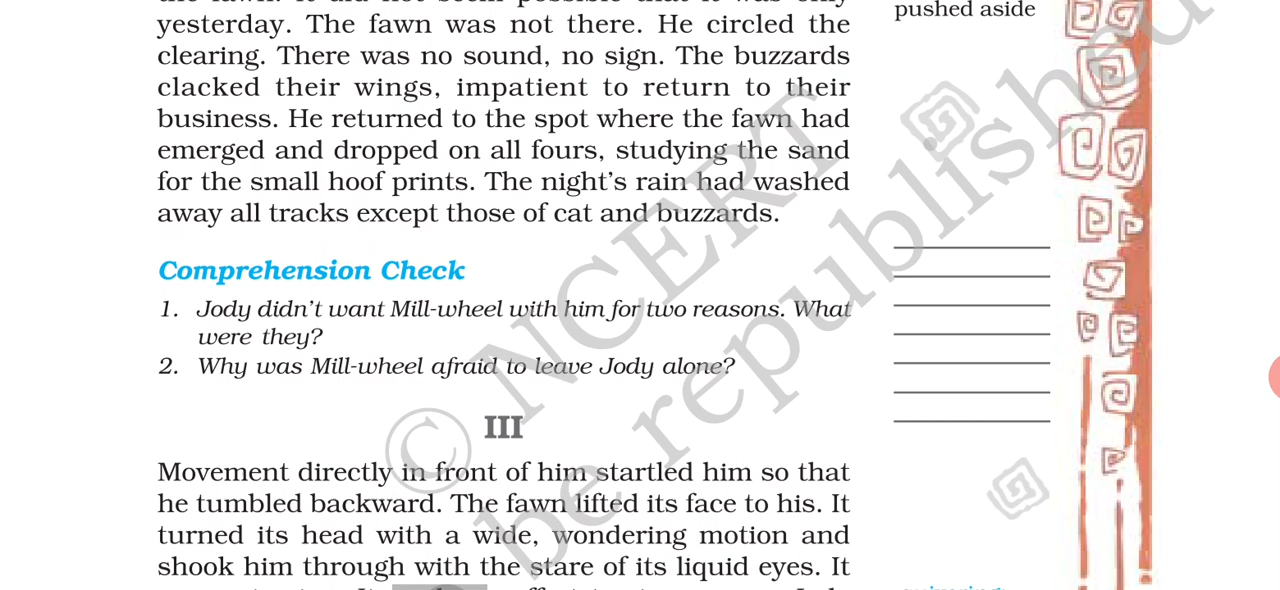 yesterday. The fawn was not there. He circled the
clearing. There was no sound, no sign. The buzzards
clacked their wings, impatient to return to their
business. He returned to the spot where the fawn had
emerged and dropped on all fours, studying the sand
for the small hoof prints. The night's rain had washed
away all tracks except those of cat and buzzards.
pushed aside
Comprehension Check
1. Jody didn't want Mill-wheel with him for two reasons. What
were they?
2. Why was Mill-wheel afraid to leave Jody alone?
III
Movement directly in front of him startled him so that
he tumbled backward. The fawn lifted its face to his. It
turned its head with a wide, wondering motion and
shook him through with the stare of its liquid eyes. It
© NCERT
be republished